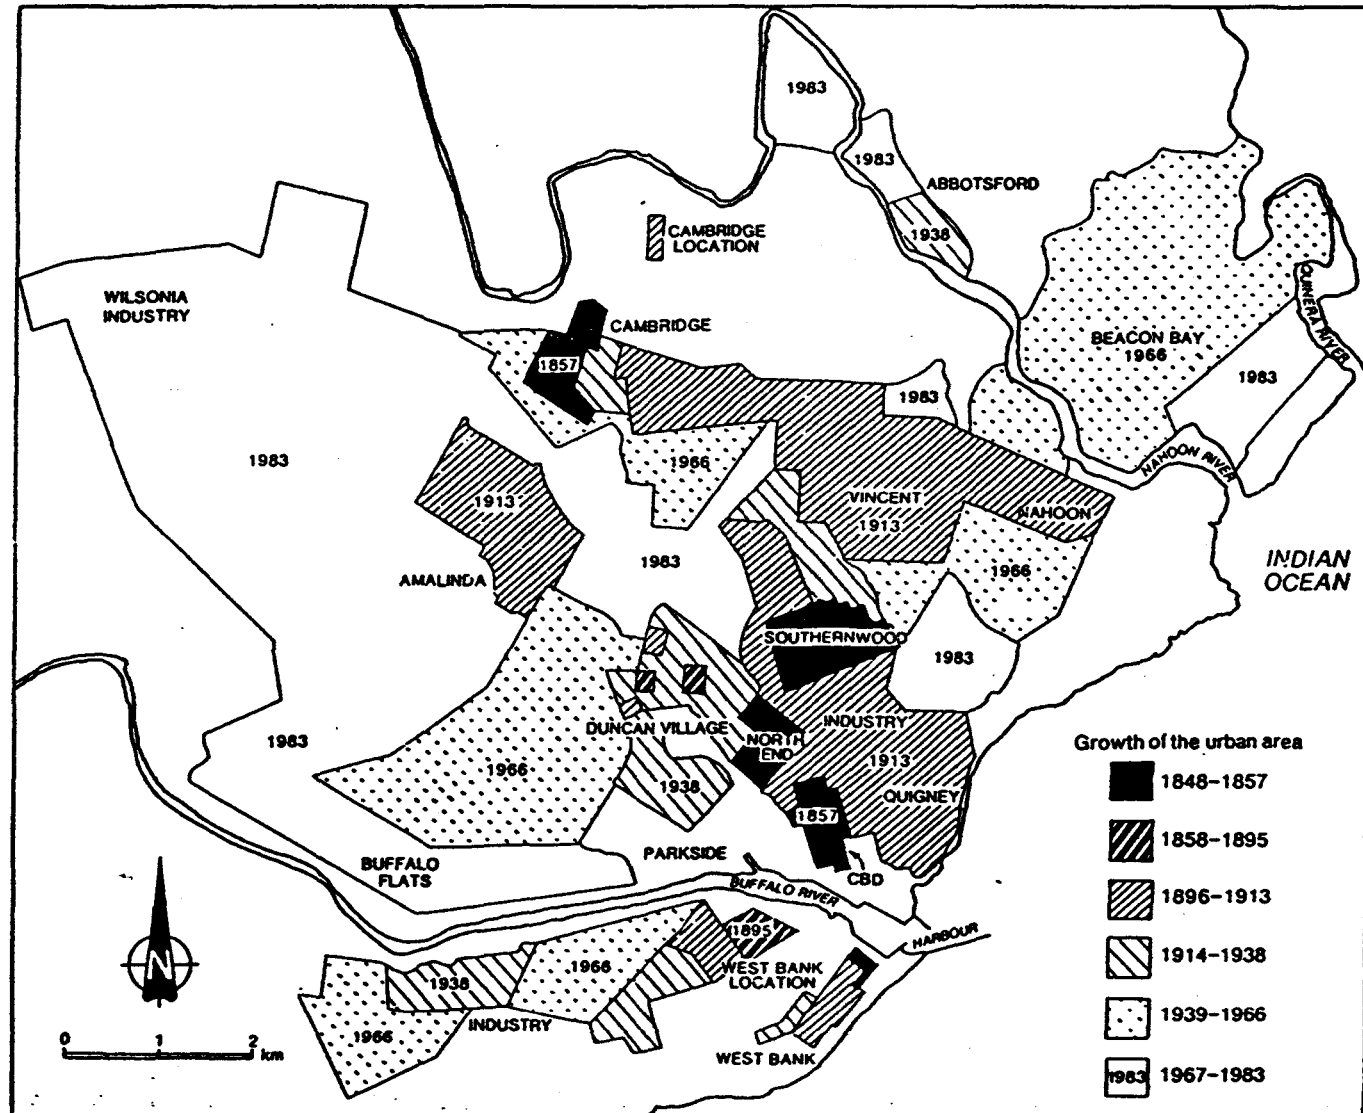 1983
1983
ABBOTSFORD
1938
CAMBRIDGE
LOCATION
WILSONIA
INDUSTRY
QUINERA RIVER
CAMBRIDGE
BEACON BAY
1966
1857
1983
1983
1983
1966
NAHOON RIVER
1913
VINCENT
1913
NAHOON
INDIAN
OCEAN
1983
1966
AMALINDA
SOUTHERNWOOD
1983
DUNCAN VILLAGE
NORTH
END
INDUSTRY
1983
1966
1938
1913
QUIGNEY
1857
PARKSIDE
BUFFALO
FLATS
CBD
BUFFALO RIVER
HARBOUR
1895
WEST BANK
LOCATION
1938
1966
INDUSTRY
1966
WEST BANK
N
0 1 2 km
Growth of the urban area
1848–1857
1858–1895
1896–1913
1914–1938
1939–1966
1983 1967–1983